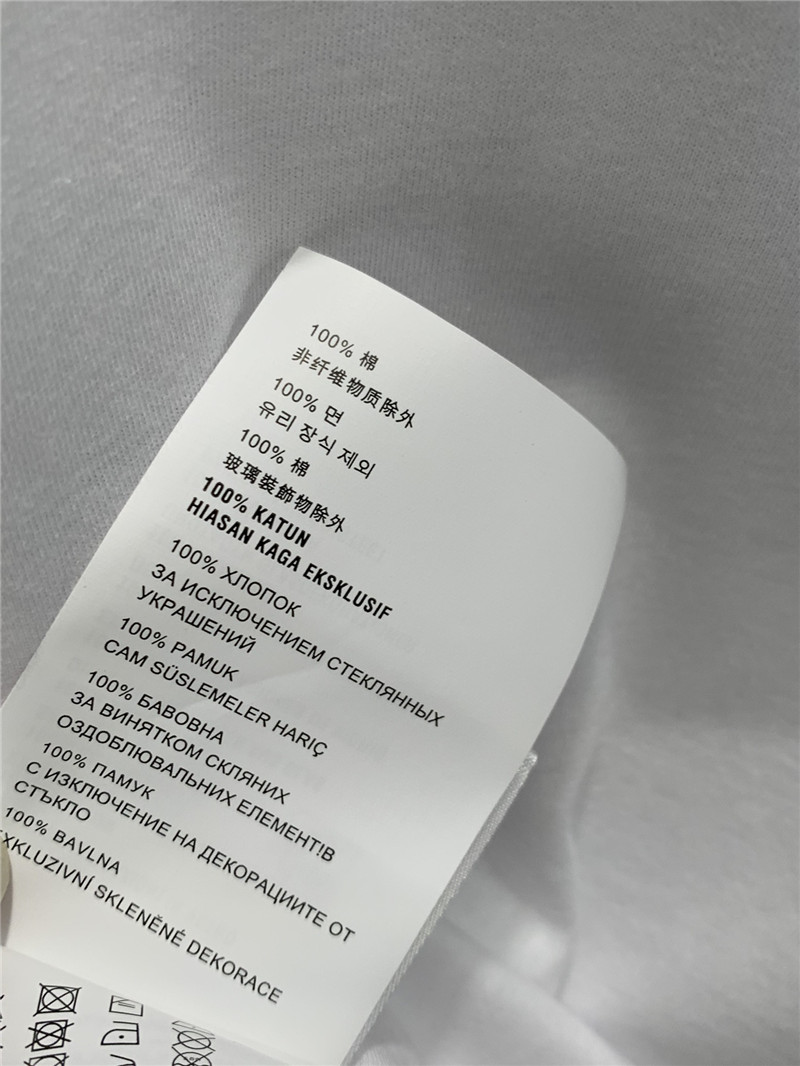 100% 棉
非纤维物质除外
100% 면
유리 장식 제외
100% 棉
玻璃裝飾物除外
100% KATUN
HIASAN KAGA EKSKLUSIF
100% ХЛОПОК
ЗА ИСКЛЮЧЕНИЕМ СТЕКЛЯННЫХ
УКРАШЕНИЙ
100% PAMUK
CAM SÜSLEMELER HARIÇ
100% БАВОВНА
ЗА ВИНЯТКОМ СКЛЯНИХ
ОЗДОБЛЮВАЛЬНИХ ЕЛЕМЕНТ!В
100% ПАМУК
С ИЗКЛЮЧЕНИЕ НА ДЕКОРАЦИИТЕ ОТ
СТЪКЛО
100% BAVLNA
EXKLUZIVNÍ SKLENĚNÉ DEKORACE